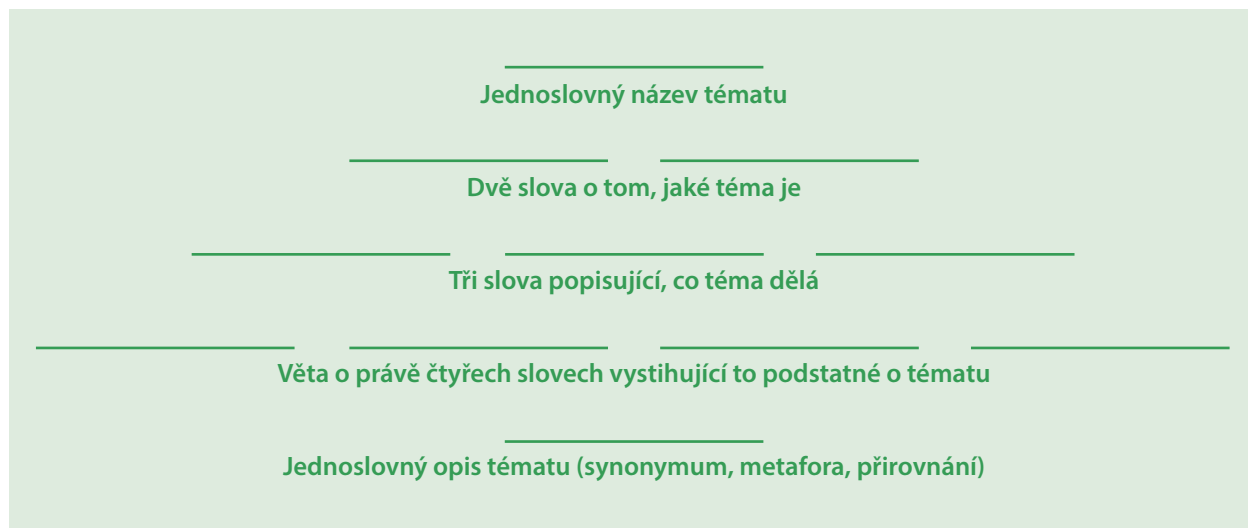 Jednoslovný název tématu
Dvě slova o tom, jaké téma je
Tři slova popisující, co téma dělá
Věta o právě čtyřech slovech vystihující to podstatné o tématu
Jednoslovný opis tématu (synonymum, metafora, přirovnání)